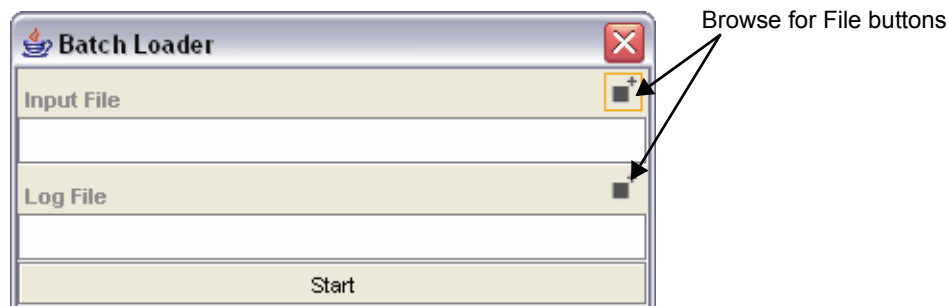 Browse for File buttons
Batch Loader
Input File
Log File
Start